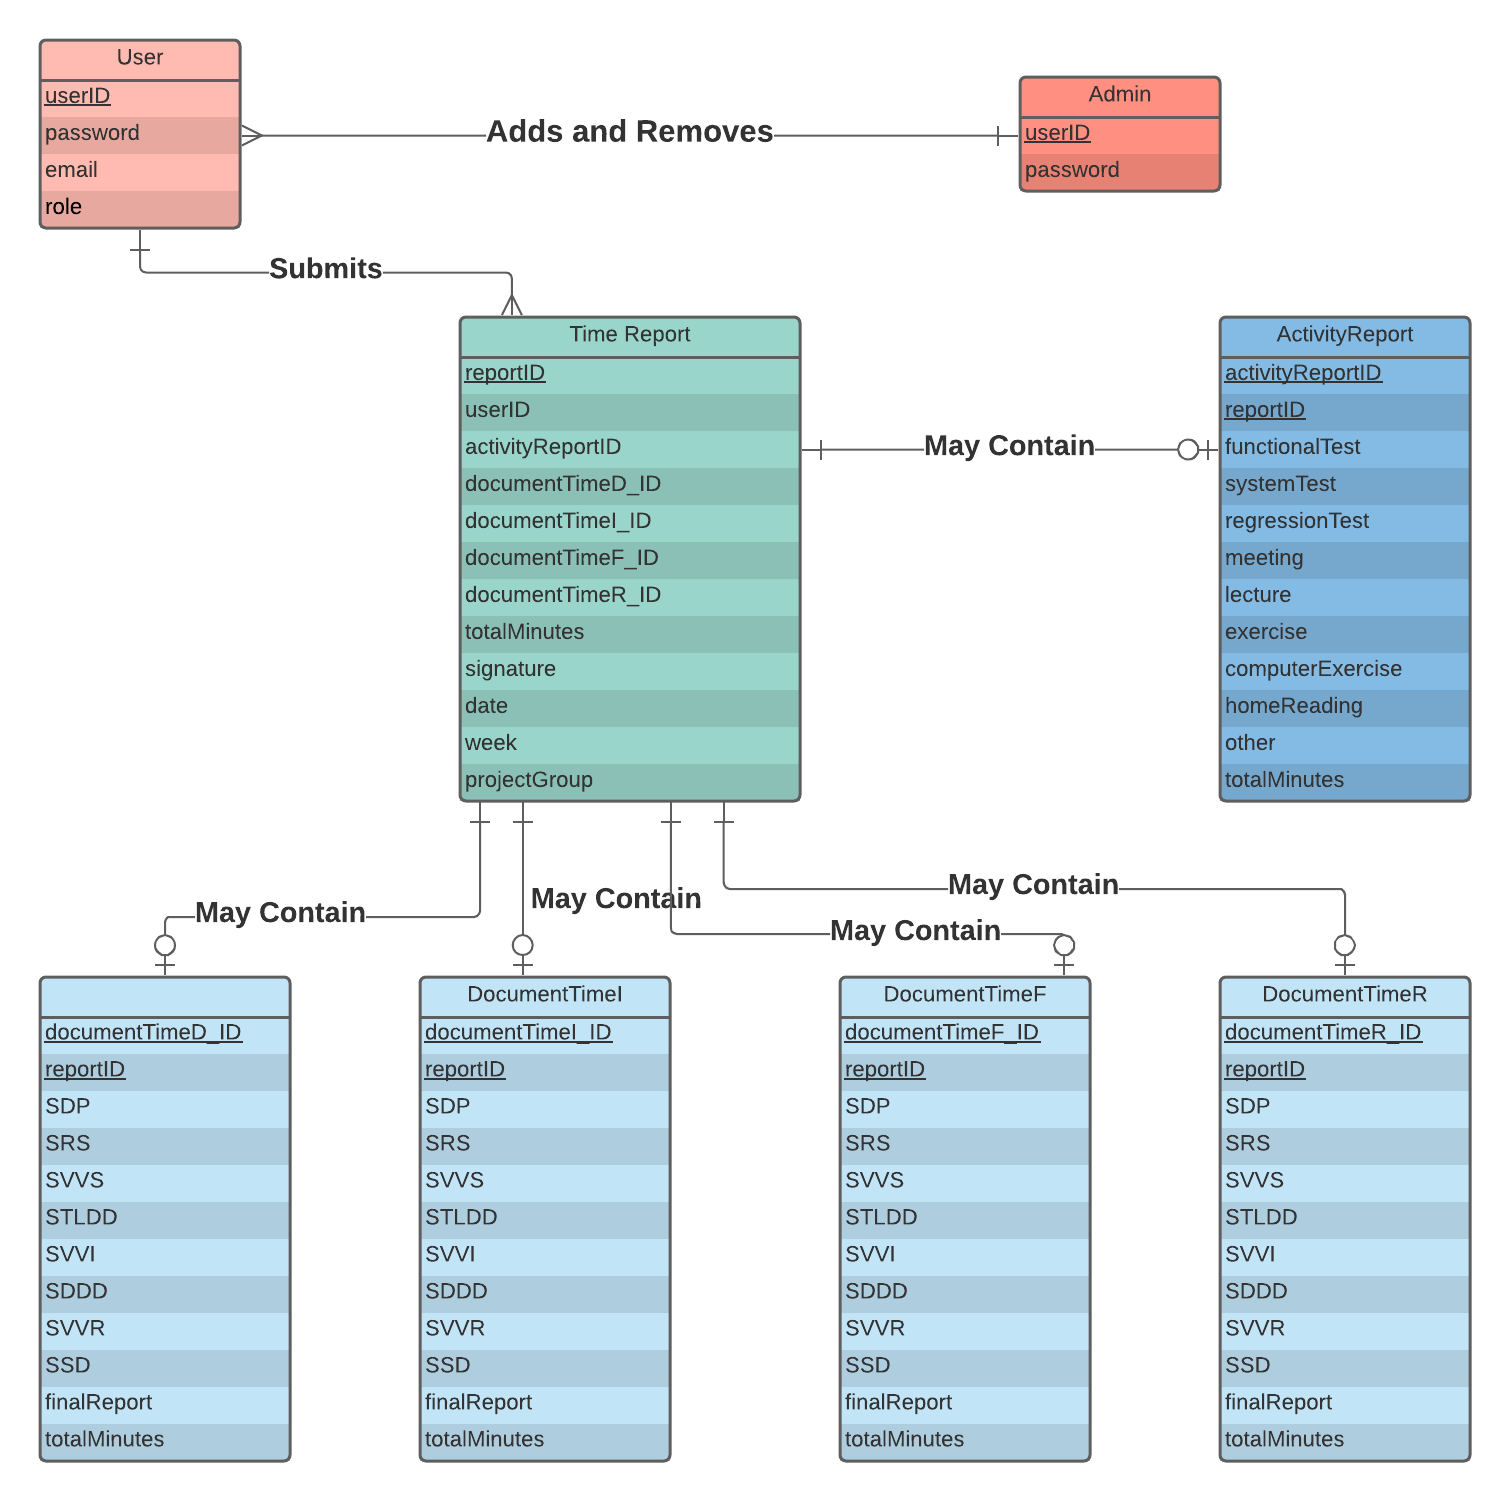 User
userID
password
email
role
Adds and Removes
Admin
userID
password
Submits
Time Report
reportID
userID
activityReportID
documentTimeD_ID
documentTimeI_ID
documentTimeF_ID
documentTimeR_ID
totalMinutes
signature
date
week
projectGroup
May Contain
ActivityReport
activityReportID
reportID
functionalTest
systemTest
regressionTest
meeting
lecture
exercise
computerExercise
homeReading
other
totalMinutes
May Contain
May Contain
May Contain
May Contain
documentTimeD_ID
reportID
SDP
SRS
SVVS
STLDD
SVVI
SDDD
SVVR
SSD
finalReport
totalMinutes
DocumentTimeI
documentTimeI_ID
reportID
SDP
SRS
SVVS
STLDD
SVVI
SDDD
SVVR
SSD
finalReport
totalMinutes
DocumentTimeF
documentTimeF_ID
reportID
SDP
SRS
SVVS
STLDD
SVVI
SDDD
SVVR
SSD
finalReport
totalMinutes
DocumentTimeR
documentTimeR_ID
reportID
SDP
SRS
SVVS
STLDD
SVVI
SDDD
SVVR
SSD
finalReport
totalMinutes